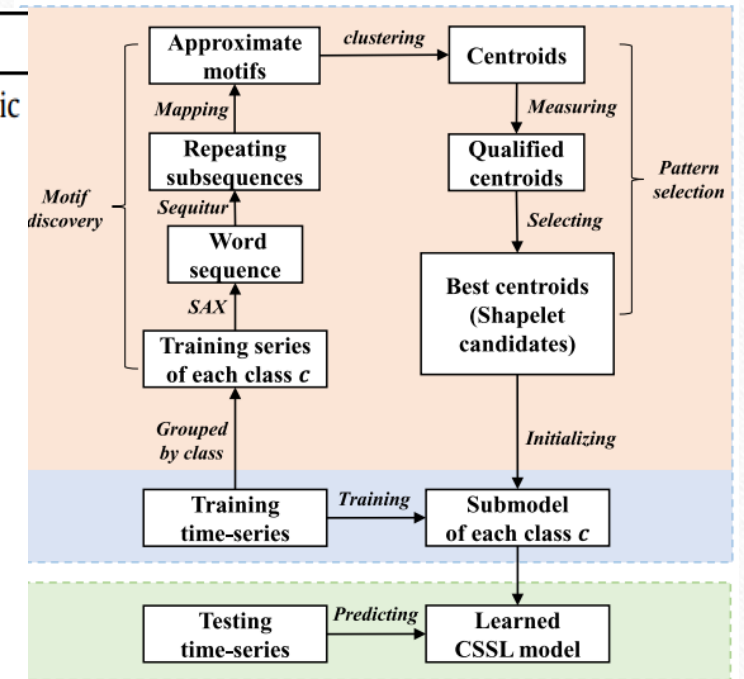 ic
Approximate
motifs
clustering
Centroids
Mapping
Measuring
Repeating
subsequences
Qualified
centroids
Motif
discovery
Pattern
selection
Sequitur
Selecting
Word
sequence
SAX
Best centroids
(Shapelet
candidates)
Training series
of each class c
Grouped
by class
Initializing
Training
time-series
Training
Submodel
of each class c
Testing
time-series
Predicting
Learned
CSSL model